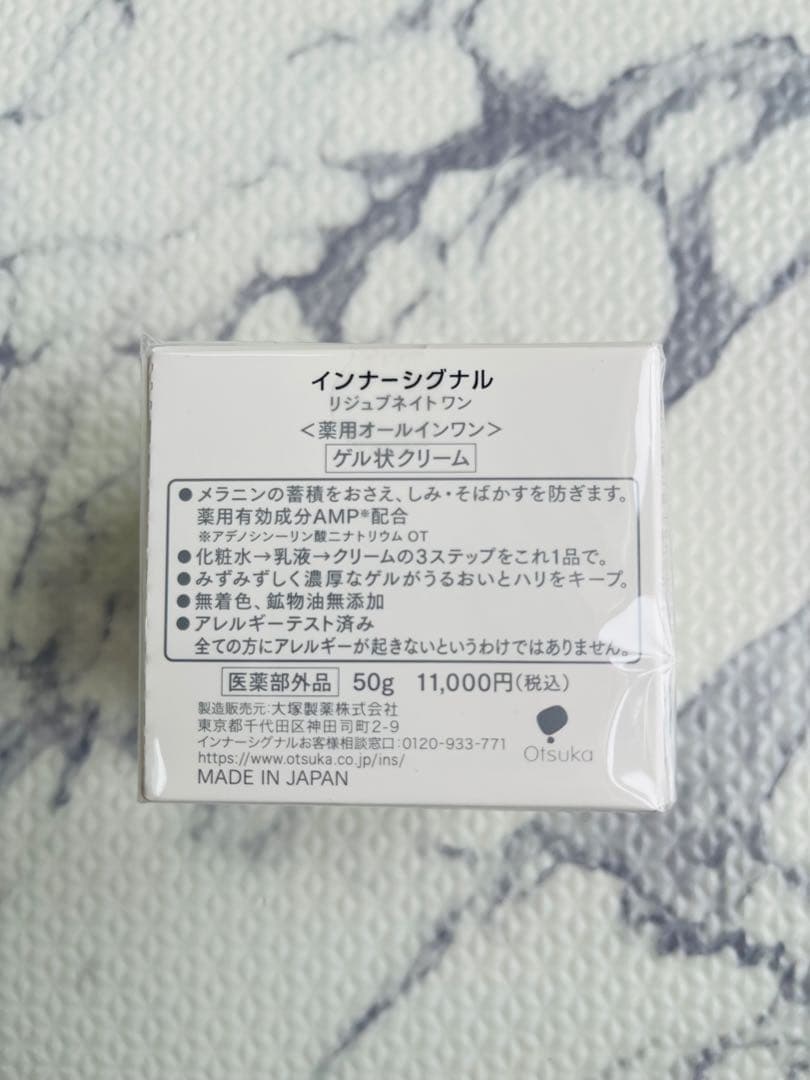 インナーシグナル
リジュブネイトワン
＜薬用オールインワン＞
ゲル状クリーム
●メラニンの蓄積をおさえ、しみ・そばかすを防ぎます。
薬用有効成分AMP※配合
※アデノシン一リン酸二ナトリウム OT
●化粧水→乳液→クリームの3ステップをこれ1品で。
●みずみずしく濃厚なゲルがうるおいとハリをキープ。
●無着色、鉱物油無添加
●アレルギーテスト済み
全ての方にアレルギーが起きないというわけではありません。
医薬部外品 50g 11,000円(税込)
製造販売元:大塚製薬株式会社
東京都千代田区神田司町2-9
インナーシグナルお客様相談窓口:0120-933-771
https://www.otsuka.co.jp/ins/
MADE IN JAPAN
Otsuka